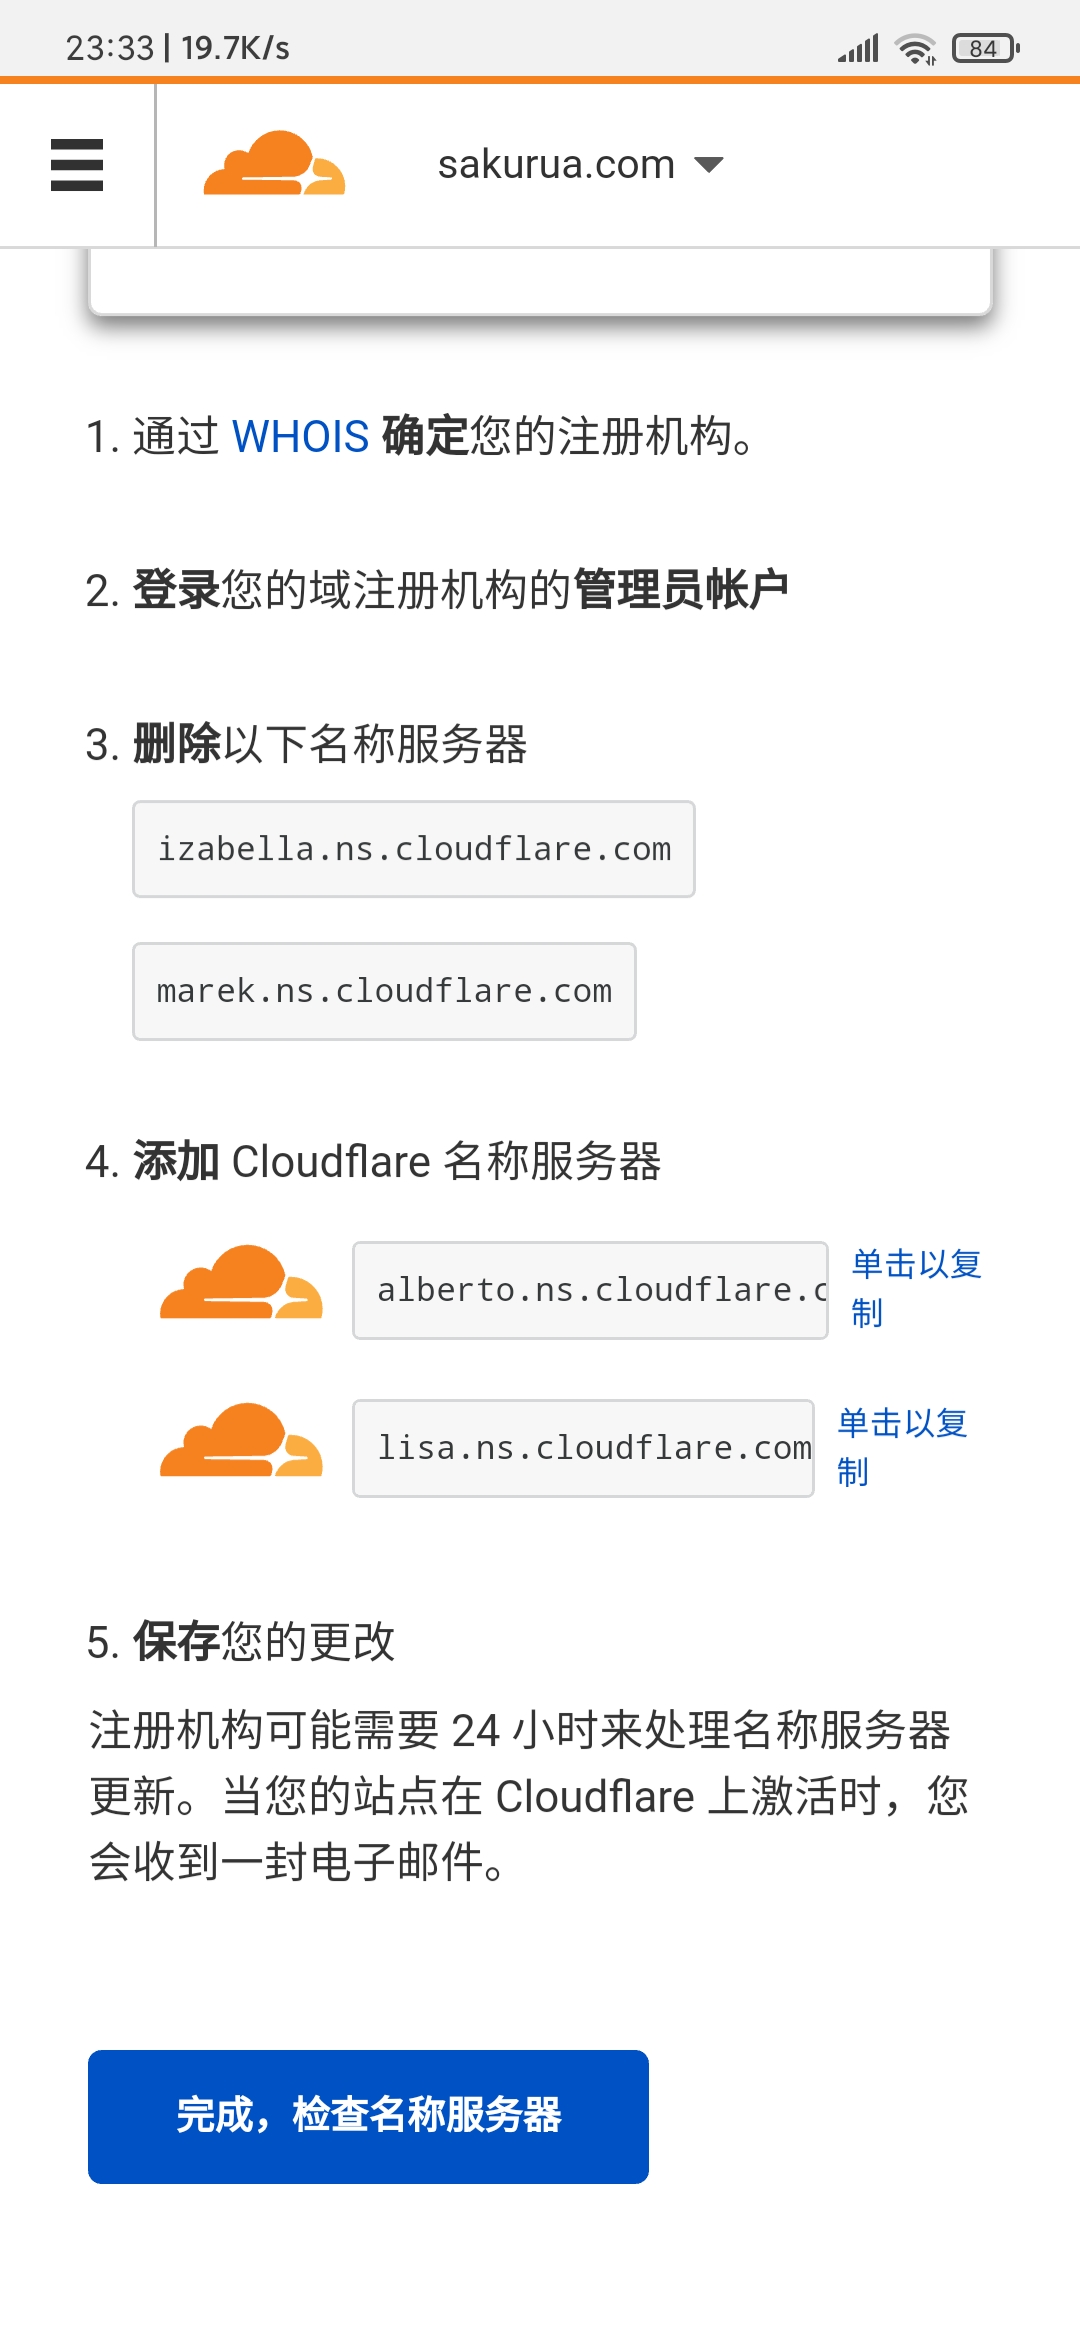 23:33 | 19.7K/s
84
sakurua.com
1. 通过 WHOIS 确定您的注册机构。
2. 登录您的域注册机构的管理员帐户
3. 删除以下名称服务器
izabella.ns.cloudflare.com
marek.ns.cloudflare.com
4. 添加 Cloudflare 名称服务器
alberto.ns.cloudflare.c
单击以复
制
lisa.ns.cloudflare.com
单击以复
制
5. 保存您的更改
注册机构可能需要 24 小时来处理名称服务器
更新。当您的站点在 Cloudflare 上激活时，您
会收到一封电子邮件。
完成，检查名称服务器